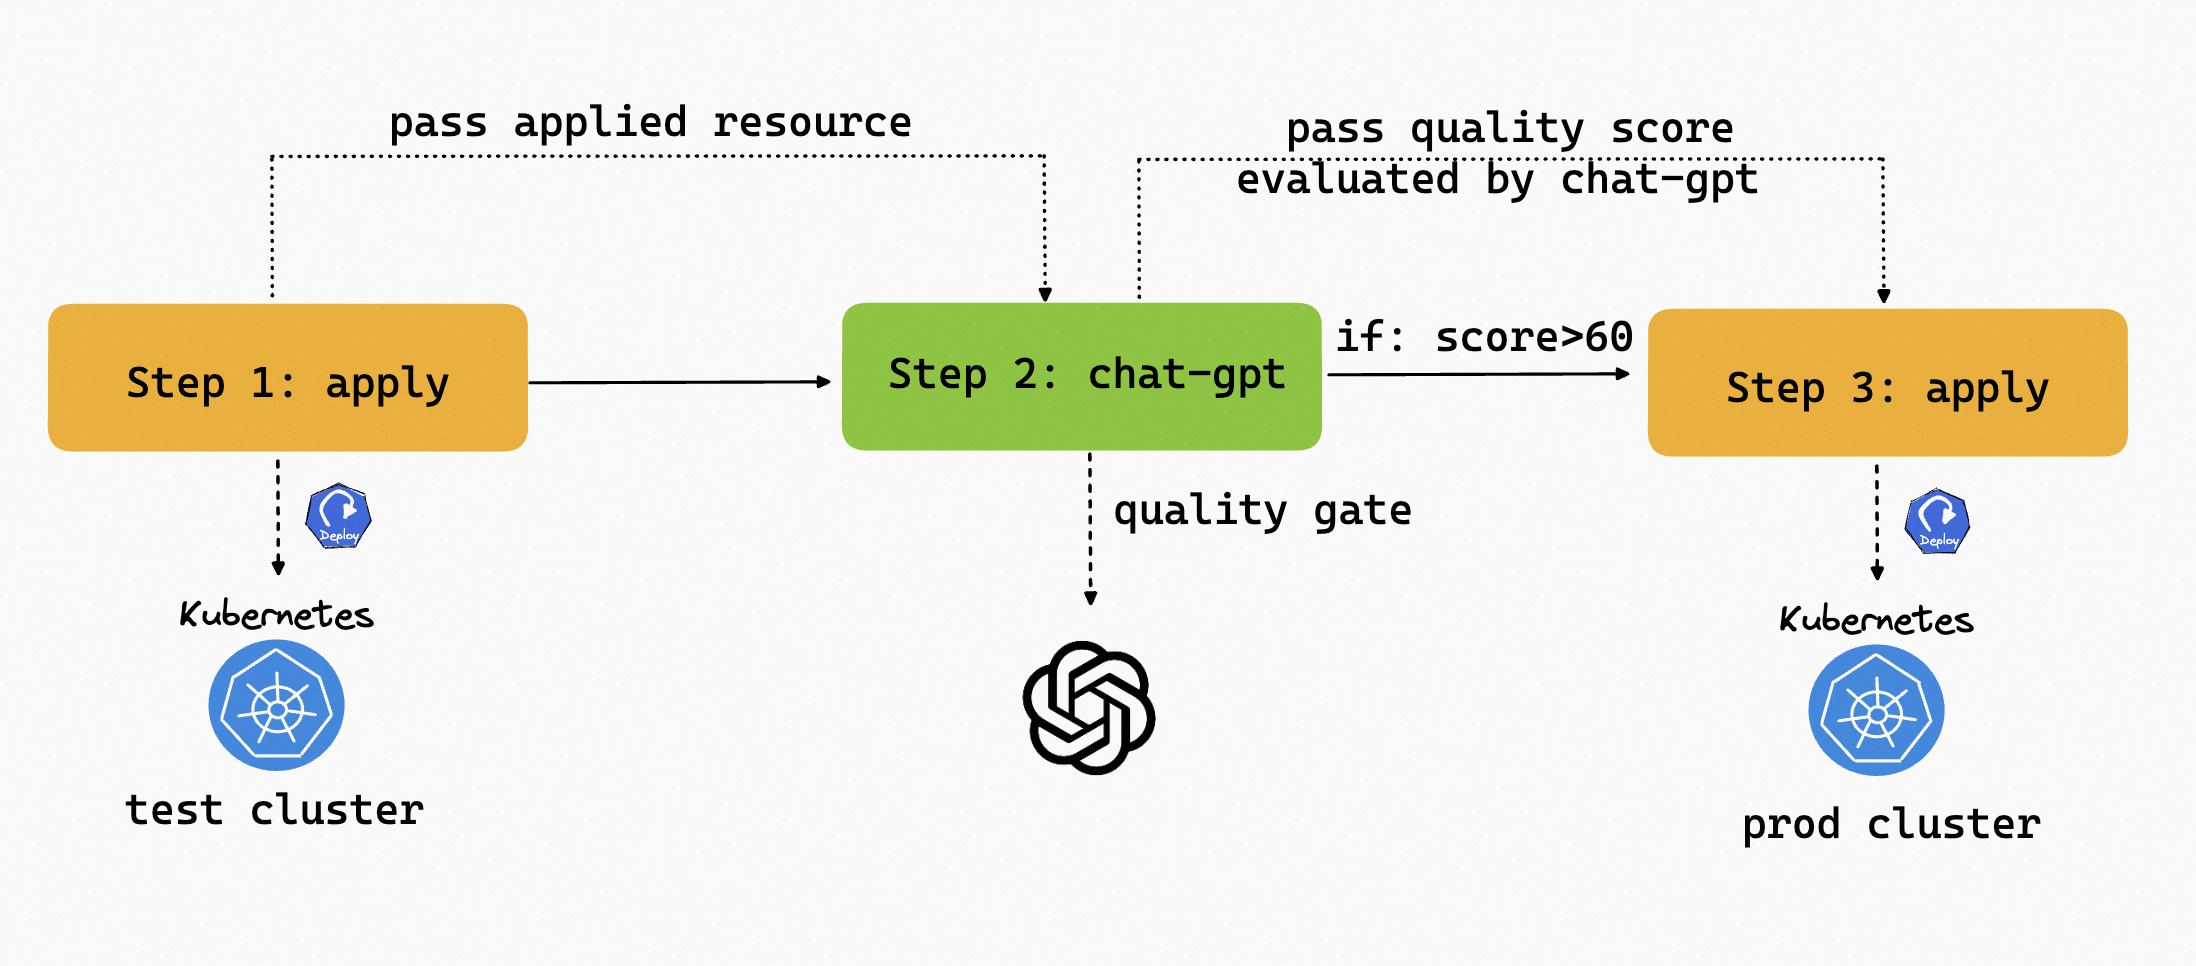 pass applied resource
pass quality score
evaluated by chat-gpt
Step 1: apply
Step 2: chat-gpt
if: score>60
Step 3: apply
Deploy
quality gate
Deploy
Kubernetes
Kubernetes
test cluster
prod cluster